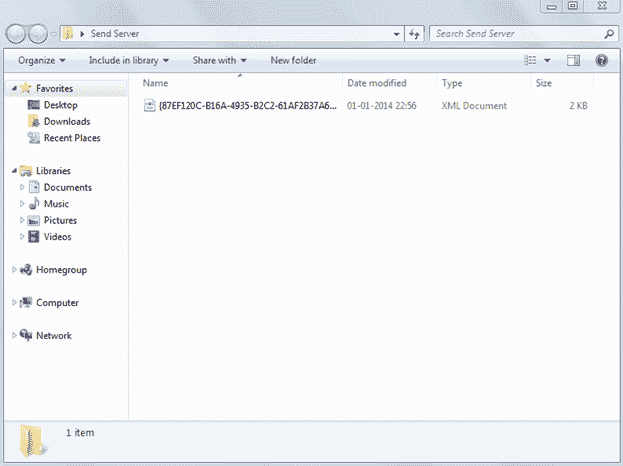 Send Server
Search Send Server
Organize Include in library Share with New folder
Name Date modified Type Size
{87EF120C-B16A-4935-B2C2-61AF2B37A6... 01-01-2014 22:56 XML Document 2 KB
Favorites
Desktop
Downloads
Recent Places
Libraries
Documents
Music
Pictures
Videos
Homegroup
Computer
Network
1 item